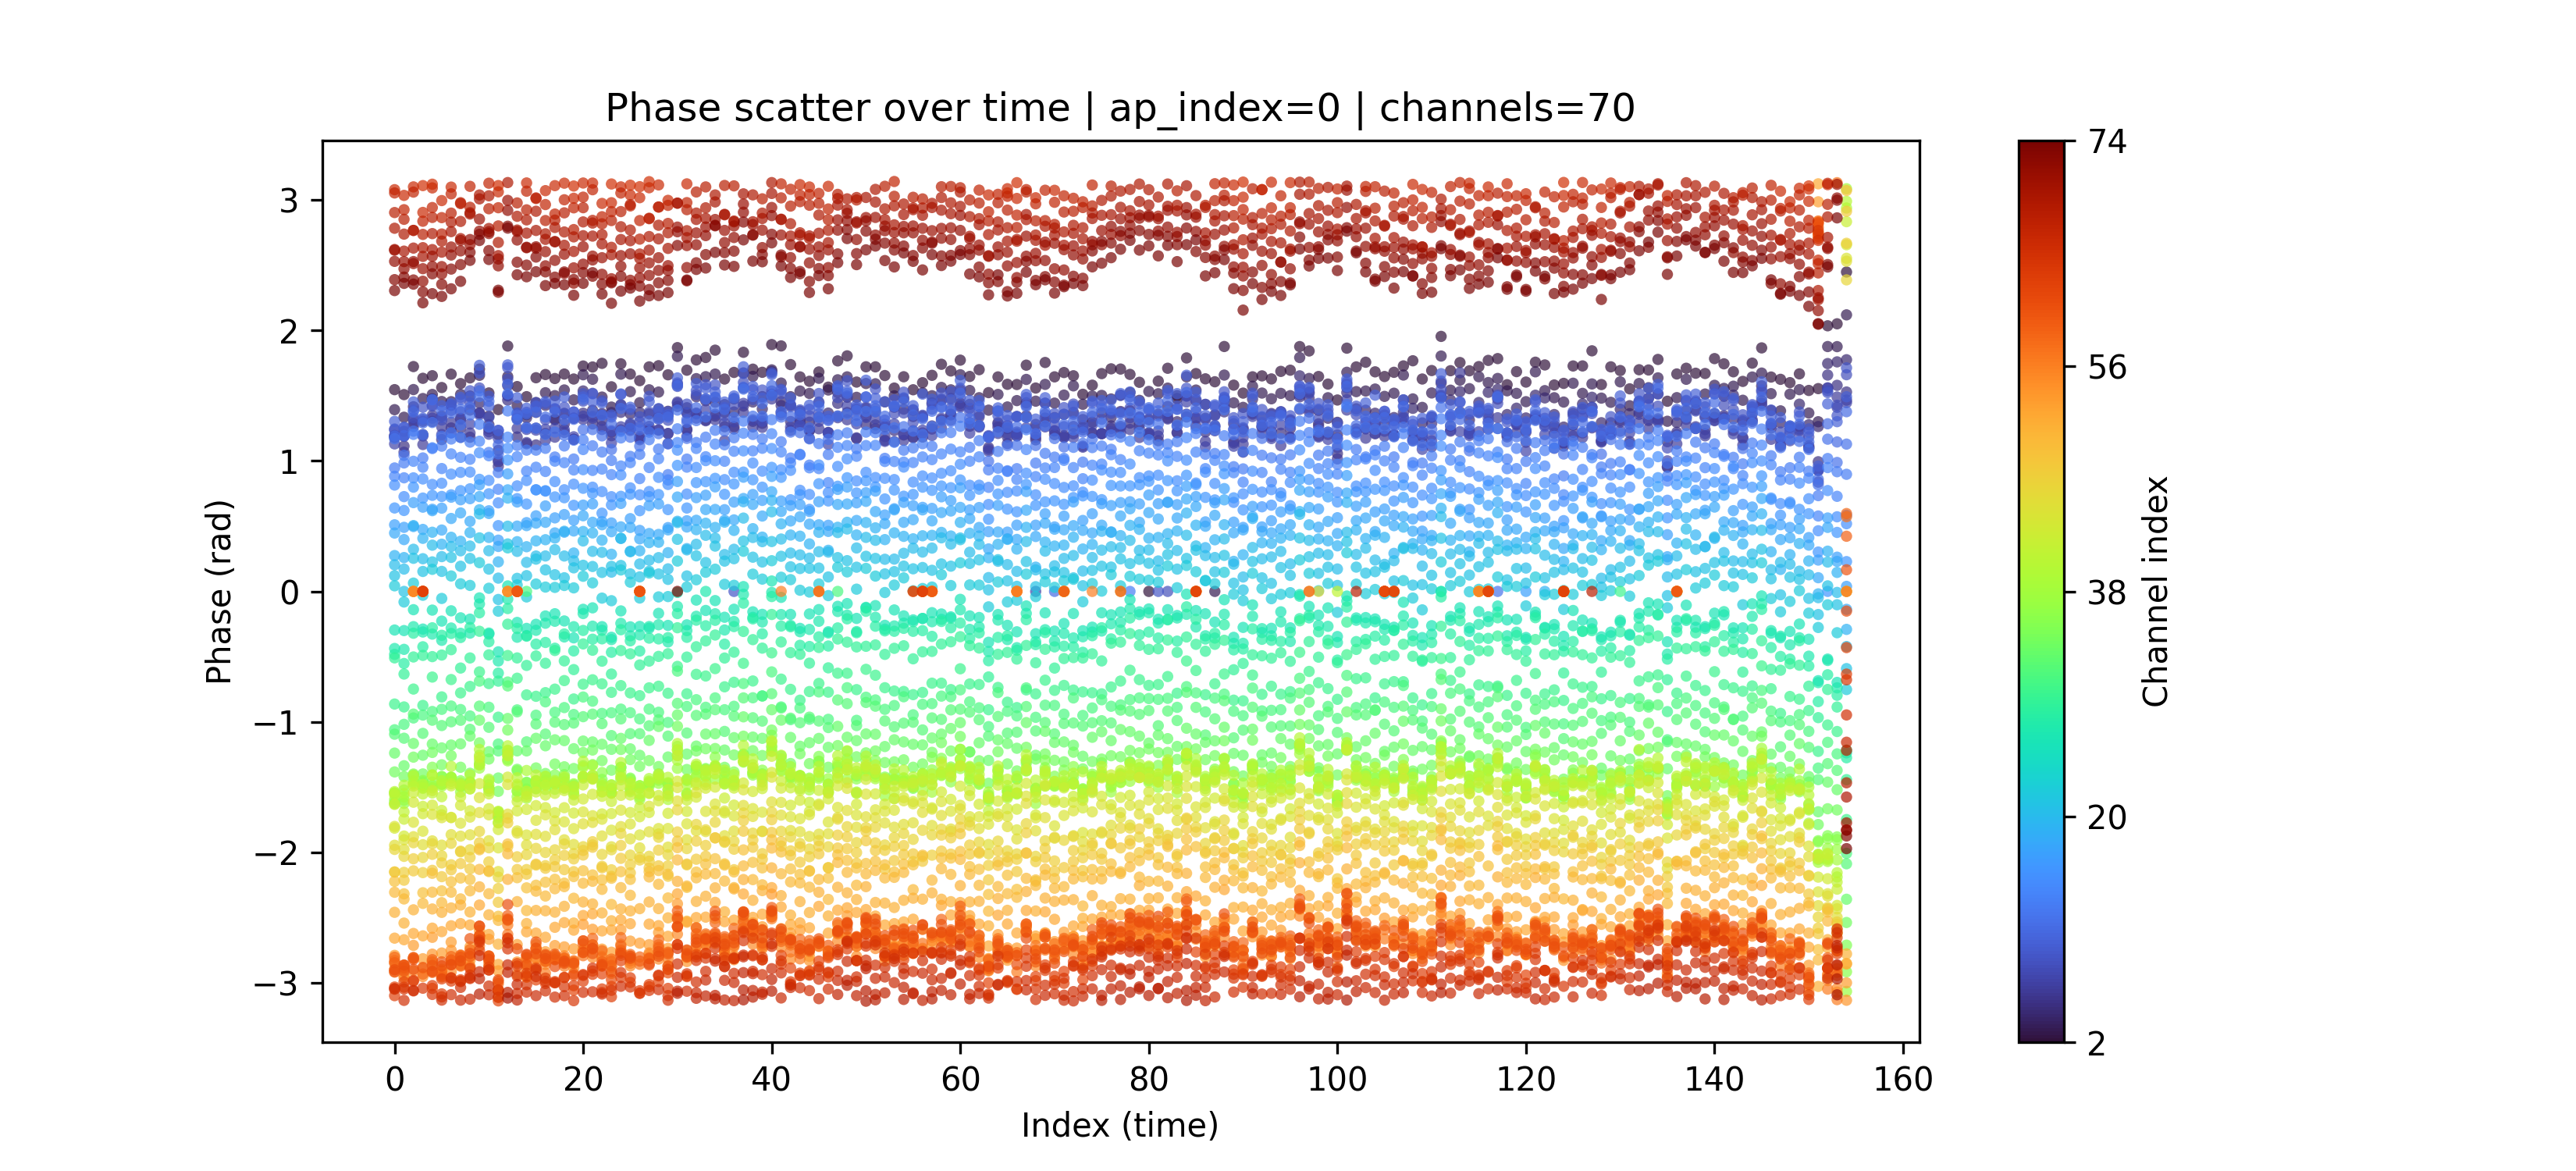 Phase scatter over time | ap_index=0 | channels=70
3
2
1
0
−1
−2
−3
Phase (rad)
0 20 40 60 80 100 120 140 160
Index (time)
74
56
38
20
2
Channel index